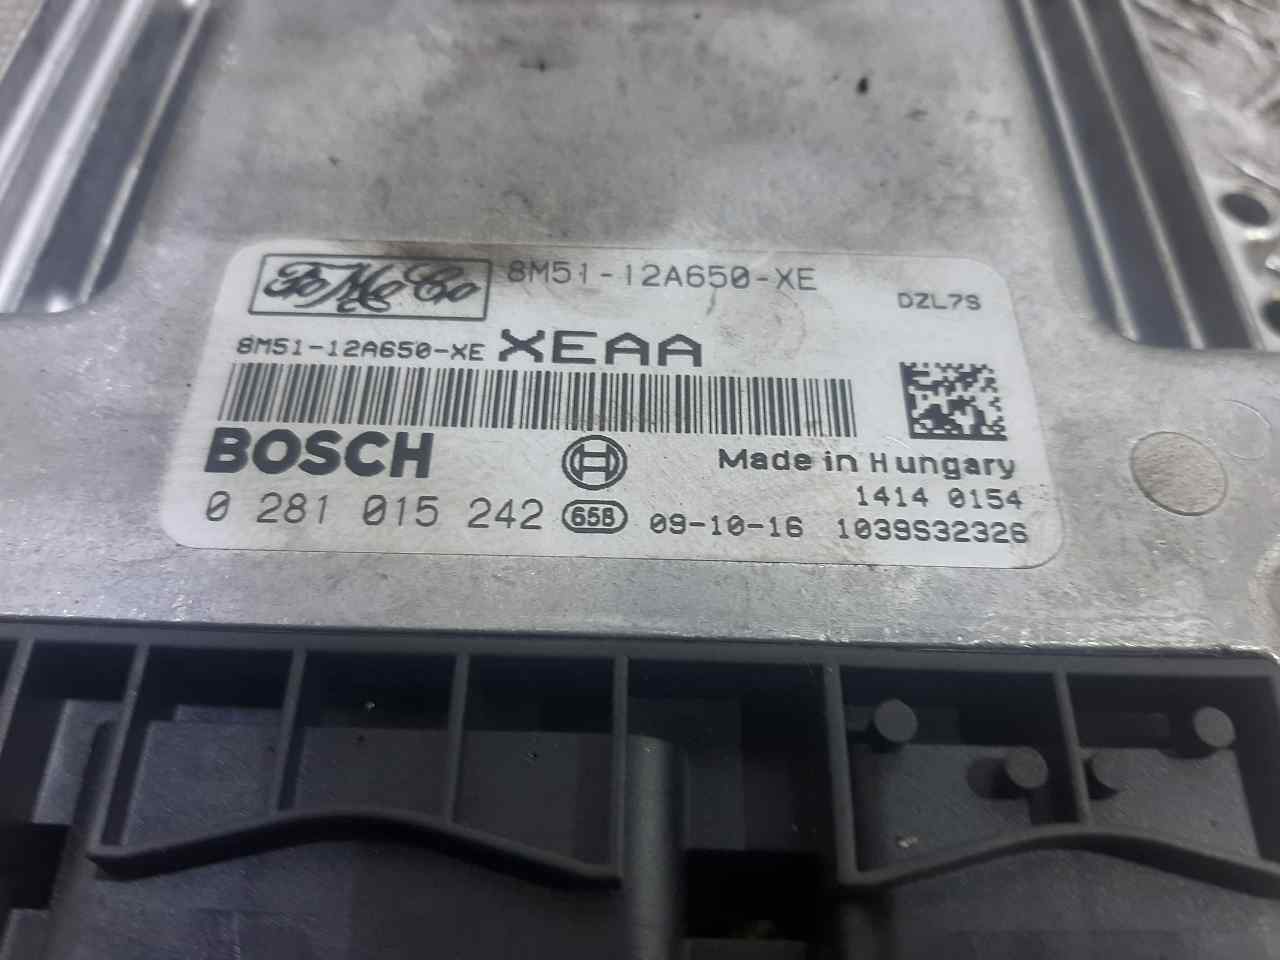 FoMoCo 8M51-12A650-XE
DZL7S
8M51-12A650-XE XEAA
BOSCH
Made in Hungary
1414 0154
0 281 015 242 658 09-10-16 1039S32326